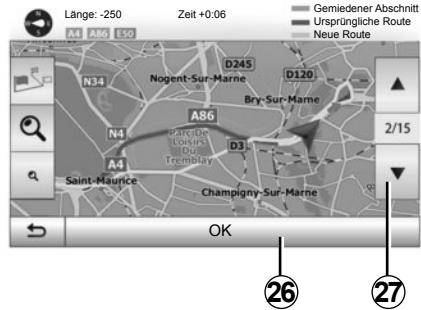 Länge: -250 Zeit +0:06
Gemiedener Abschnitt
Ursprüngliche Route
Neue Route
A4 A86 E50
D245
D120
N34
Nogent-Sur-Marne
Bry-Sur-Marne
A86
2/15
N4
Parc De
Loisirs
Du
Tremblay
D3
A4
Saint-Maurice
Champigny-Sur-Marne
OK
26 27